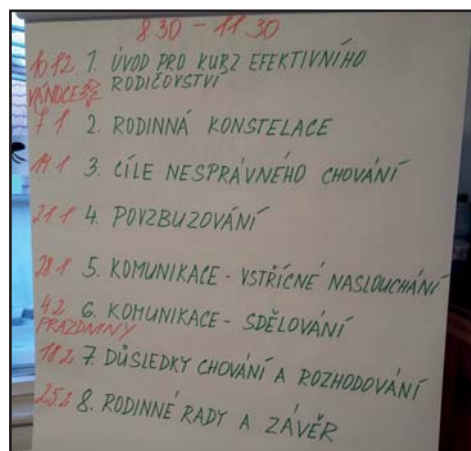 8 30 - 11 30
10 12 1. ÚVOD PRO KURZ EFEKTIVNÍHO
VÁNOCE RODIČOVSTVÍ
7 1 2. RODINNÁ KONSTELACE
14 1 3. CÍLE NESPRÁVNÉHO CHOVÁNÍ
21 1 4. POVZBUZOVÁNÍ
28 1 5. KOMUNIKACE - VSTŘÍCNÉ NASLOUCHÁNÍ
4 2 6. KOMUNIKACE - SDĚLOVÁNÍ
PRÁZDNINY
18 2 7. DŮSLEDKY CHOVÁNÍ A ROZHODOVÁNÍ
25 2 8. RODINNÉ RADY A ZÁVĚR